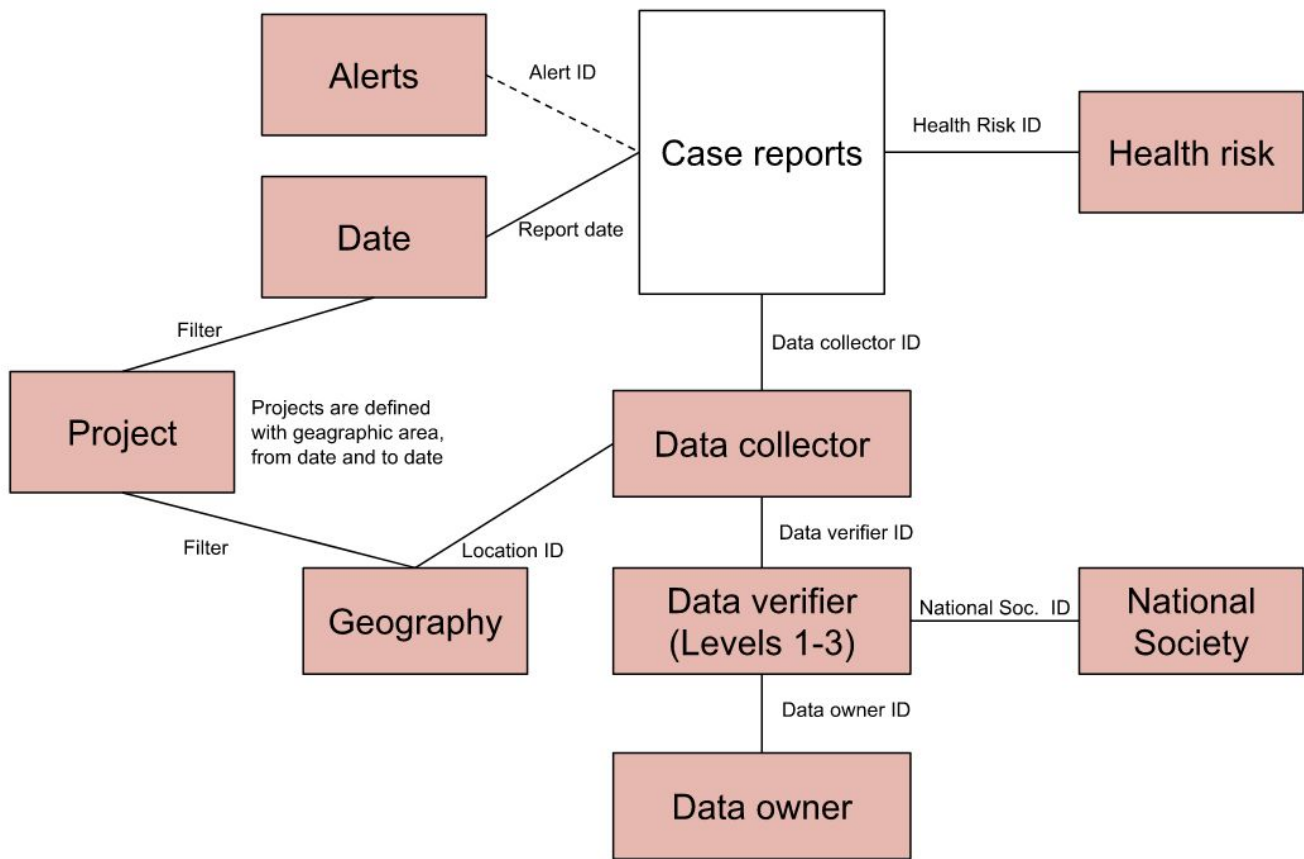 Alerts
Alert ID
Case reports
Health Risk ID
Health risk
Date
Report date
Filter
Data collector ID
Project
Projects are defined
with geagraphic area,
from date and to date
Data collector
Filter
Location ID
Data verifier ID
Geography
Data verifier
(Levels 1-3)
National Soc.  ID
National
Society
Data owner ID
Data owner